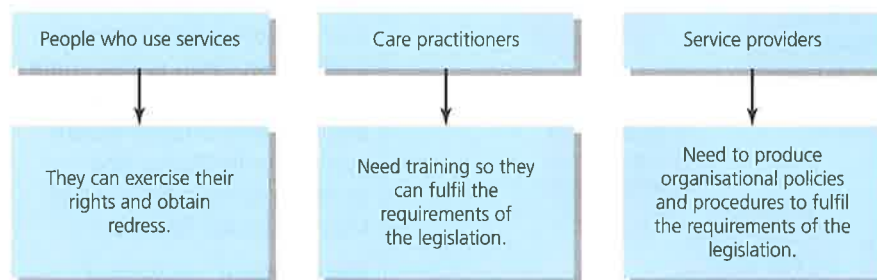 People who use services
Care practitioners
Service providers
They can exercise their
rights and obtain
redress.
Need training so they
can fulfil the
requirements of
the legislation.
Need to produce
organisational policies
and procedures to fulfil
the requirements of the
legislation.